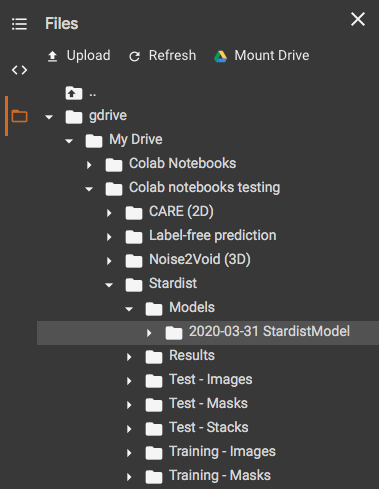 Files
Upload Refresh Mount Drive
..
gdrive
My Drive
Colab Notebooks
Colab notebooks testing
CARE (2D)
Label-free prediction
Noise2Void (3D)
Stardist
Models
2020-03-31 StardistModel
Results
Test - Images
Test - Masks
Test - Stacks
Training - Images
Training - Masks